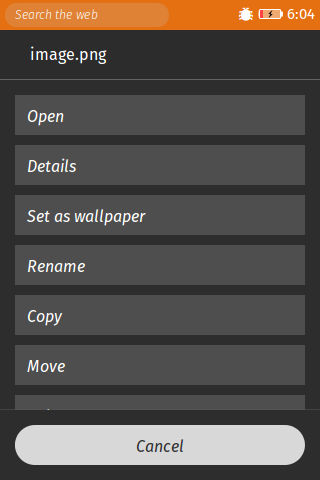 Search the web
6:04
image.png
Open
Details
Set as wallpaper
Rename
Copy
Move
Cancel